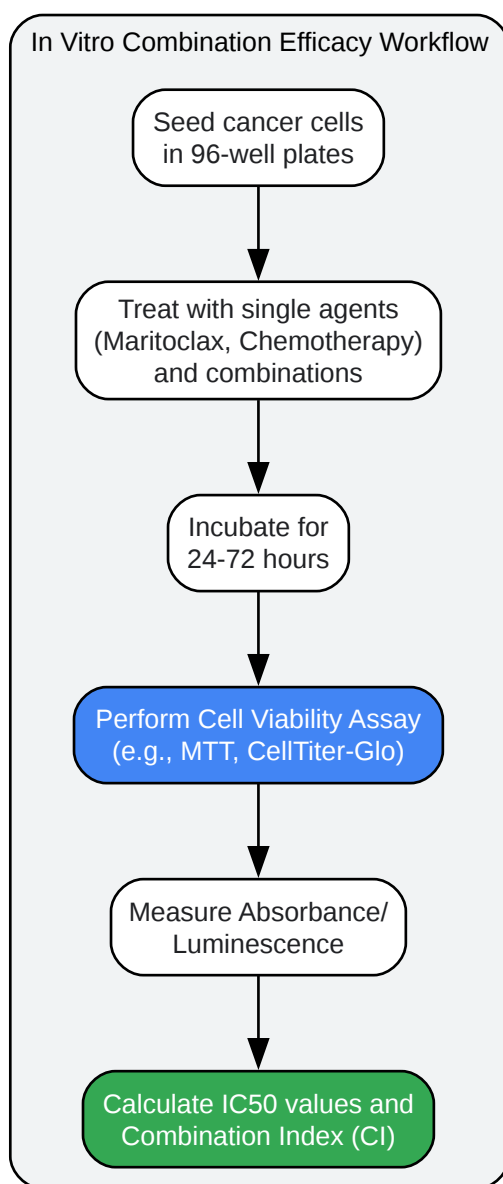 In Vitro Combination Efficacy Workflow
Seed cancer cells
in 96-well plates
Treat with single agents
(Maritoclax, Chemotherapy)
and combinations
Incubate for
24-72 hours
Perform Cell Viability Assay
(e.g., MTT, CellTiter-Glo)
Measure Absorbance/
Luminescence
Calculate IC50 values and
Combination Index (CI)